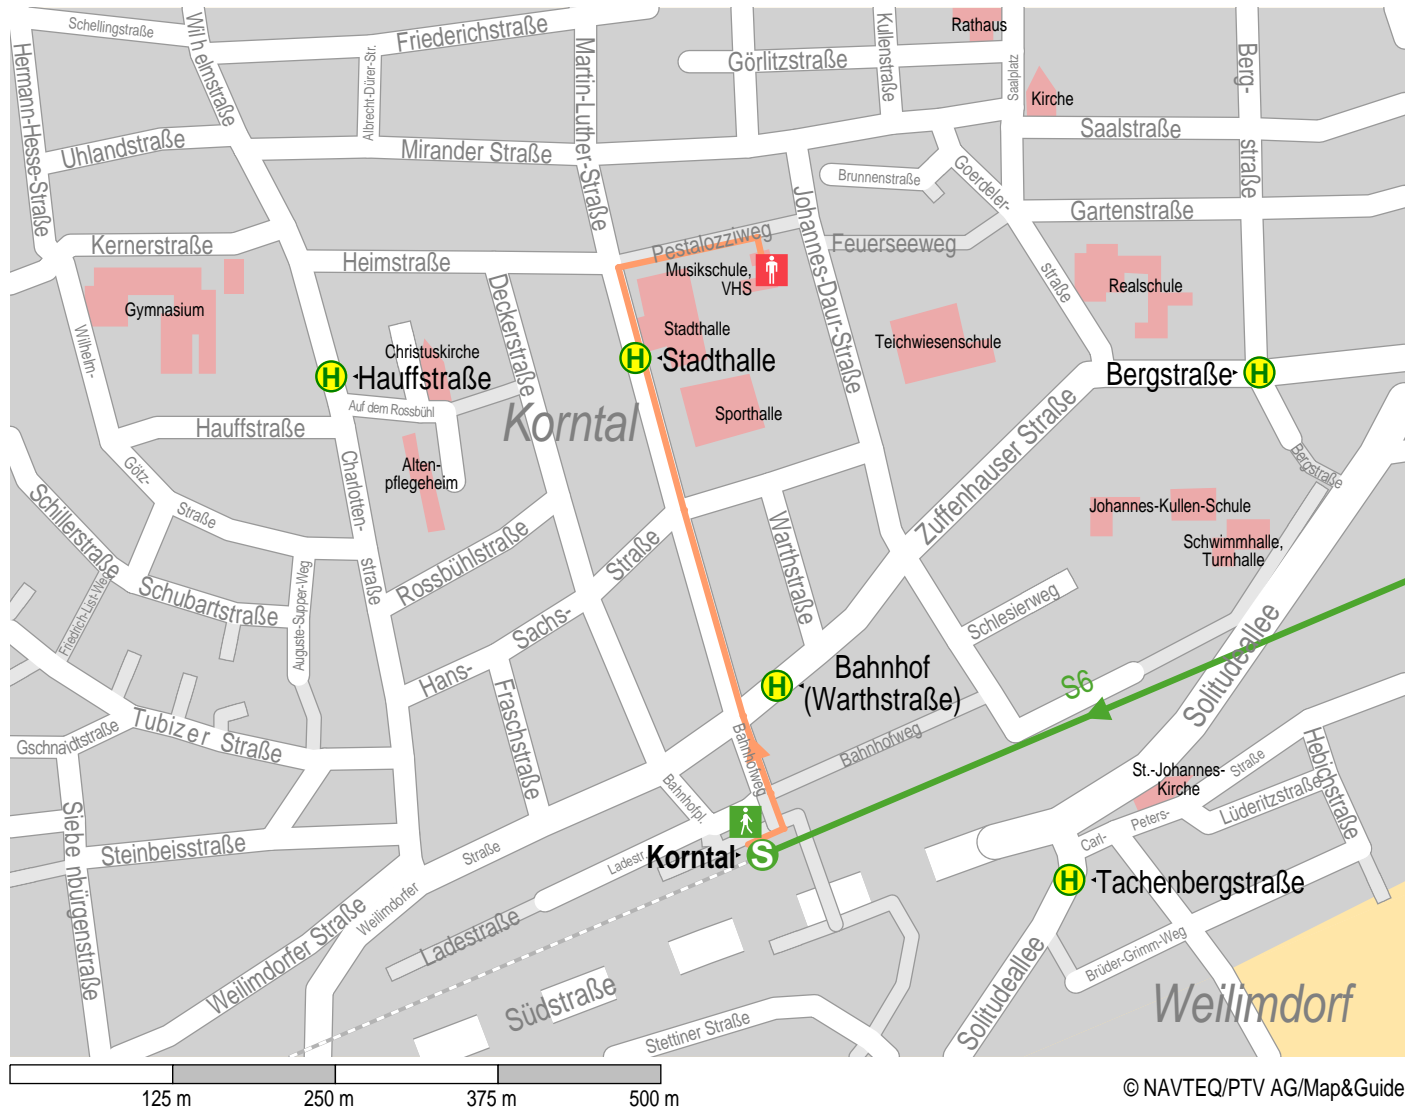 Schellingstraße
Wilhelmstraße
Friederichstraße
Martin-Luther-Straße
Kullenstraße
Rathaus
Görlitzstraße
Saalplatz
Berg-
straße
Hermann-Hesse-Straße
Albrecht-Dürer-Str.
Kirche
Saalstraße
Uhlandstraße
Mirander Straße
Brunnenstraße
Goerdeler-
straße
Johannes-Daur-Straße
Gartenstraße
Kernerstraße
Heimstraße
Pestalozziweg
Feuerseeweg
Musikschule,
VHS
Realschule
Gymnasium
Deckerstraße
Stadthalle
Teichwiesenschule
Wilhelm-
Christuskirche
H
Hauffstraße
H
Stadthalle
Bergstraße
H
Auf dem Rossbühl
Hauffstraße
Korntal
Sporthalle
Zuffenhauser Straße
Bergstraße
Götz-
Straße
Charlotten-
straße
Alten-
pflegeheim
Schillerstraße
Johannes-Kullen-Schule
Schwimmhalle,
Turnhalle
Rossbühlstraße
Hans-
Sachs-
Straße
Warthstraße
Friedrich-List-Weg
Schubartstraße
Auguste-Supper-Weg
Schlesierweg
Solitudeallee
Fraschstraße
H
Bahnhof
(Warthstraße)
S6
Tubizer Straße
Gschnaidtstraße
Bahnhofweg
Bahnhofweg
Bahnhofpl.
St.-Johannes-
Kirche
Carl-
Peters-
Straße
Hebichstraße
Lüderitzstraße
Siebenbürgenstraße
Steinbeisstraße
Straße
Weilimdorfer
Ladestr.
Korntal
S
H
Tachenbergstraße
Weilimdorfer Straße
Ladestraße
Brüder-Grimm-Weg
Südstraße
Stettiner Straße
Solitudeallee
Weilimdorf
125 m
250 m
375 m
500 m
© NAVTEQ/PTV AG/Map&Guide